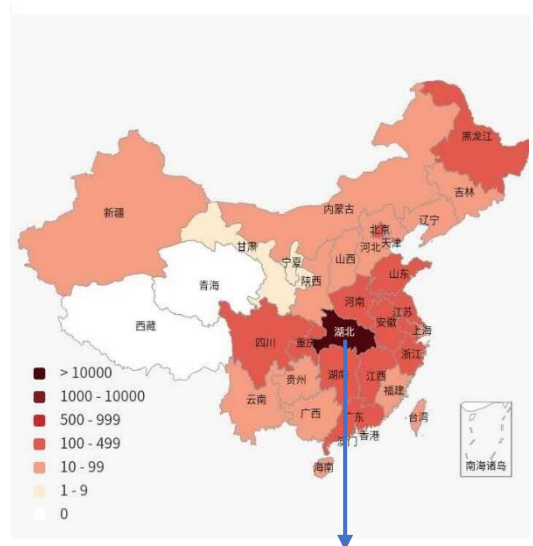 黑龙江
吉林
新疆
内蒙古
辽宁
北京
甘肃
河北
天津
宁夏
山西
陕西
山东
青海
河南
江苏
西藏
安徽
上海
湖北
四川
重庆
浙江
湖南
江西
贵州
福建
云南
广西
广东
台湾
香港
澳门
海南
南海诸岛
> 10000
1000 - 10000
500 - 999
100 - 499
10 - 99
1 - 9
0